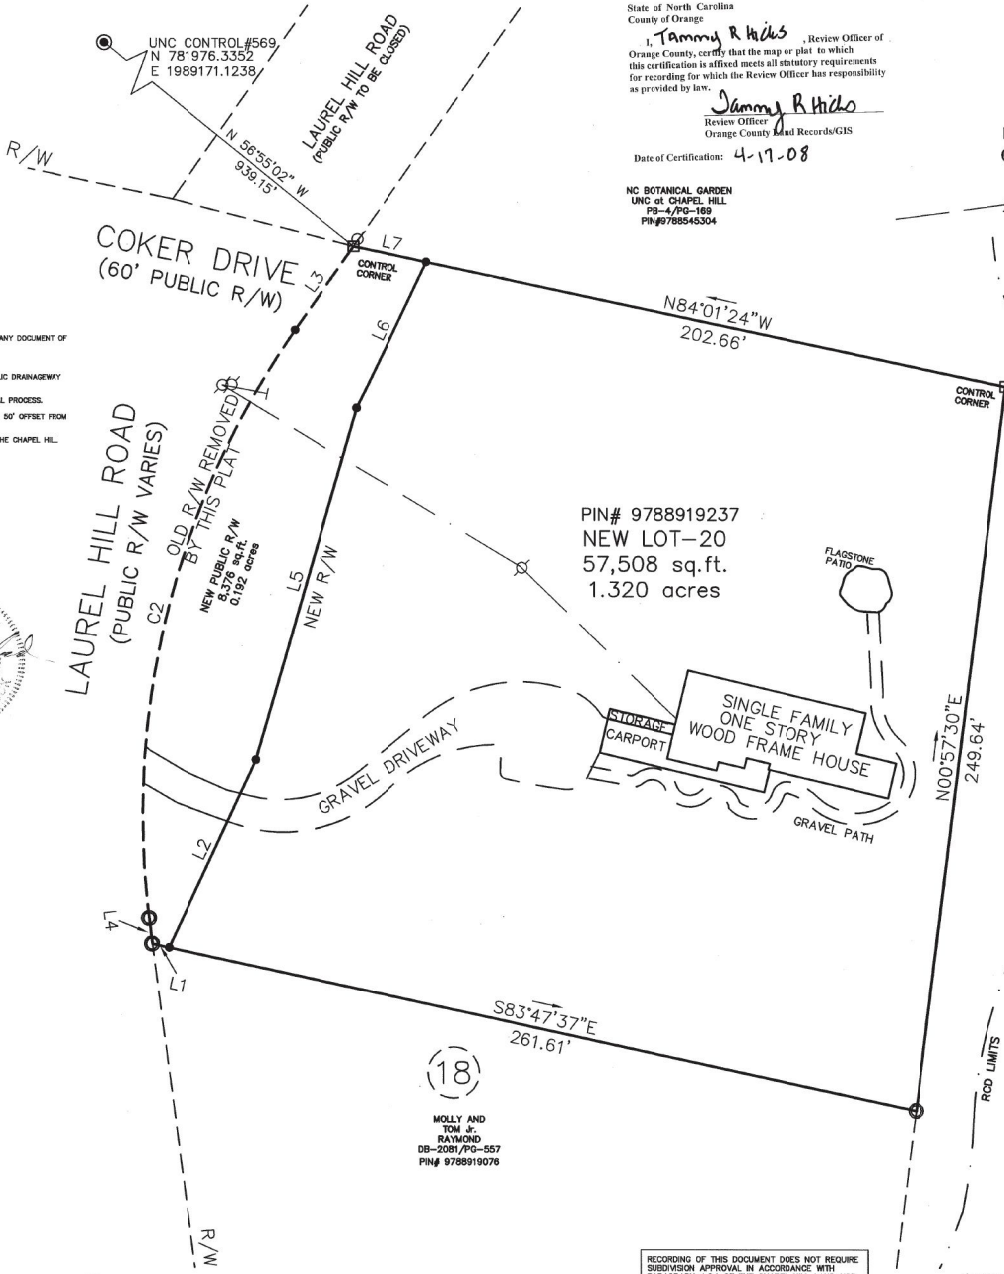 State of North Carolina
County of Orange
I, Tammy R Hicks , Review Officer of
Orange County, certify that the map or plat to which
this certification is affixed meets all statutory requirements
for recording for which the Review Officer has responsibility
as provided by law.
Tammy R Hicks
Review Officer
Orange County Land Records/GIS
Date of Certification: 4-17-08
NC BOTANICAL GARDEN
UNC at CHAPEL HILL
PB-4/PG-169
PIN#9788545304
UNC CONTROL#569
N 78°976.3352
E 1989171.1238
LAUREL HILL ROAD
(PUBLIC R/W TO BE CLOSED)
R/W
N 56°55'02" W
939.15'
COKER DRIVE
(60' PUBLIC R/W)
L3
L7
CONTROL
CORNER
L6
N84°01'24"W
202.66'
CONTROL
CORNER
ANY DOCUMENT OF
IC DRAINAGEWAY
L PROCESS.
50' OFFSET FROM
HE CHAPEL HIL
LAUREL HILL ROAD
(PUBLIC R/W VARIES)
OLD R/W REMOVED
BY THIS PLAT
C2
NEW PUBLIC R/W
8,376 sq.ft.
0.192 acres
L5
NEW R/W
PIN# 9788919237
NEW LOT-20
57,508 sq.ft.
1.320 acres
FLAGSTONE
PATIO
STORAGE
CARPORT
SINGLE FAMILY
ONE STORY
WOOD FRAME HOUSE
GRAVEL DRIVEWAY
GRAVEL PATH
N00°57'30"E
249.64'
L2
L4
L1
S83°47'37"E
261.61'
18
MOLLY AND
TOM Jr.
RAYMOND
DB-2081/PG-557
PIN# 9788919076
RCD LIMITS
R/W
RECORDING OF THIS DOCUMENT DOES NOT REQUIRE
SUBDIVISION APPROVAL IN ACCORDANCE WITH